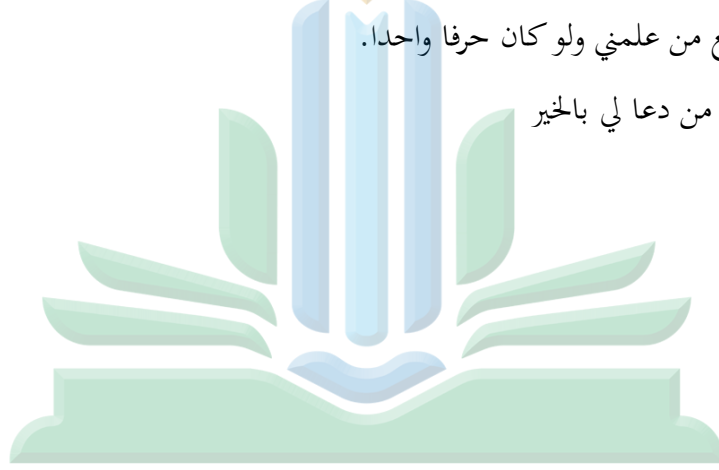 من علمني ولو كان حرفا واحدا.
من دعا لي بالخير